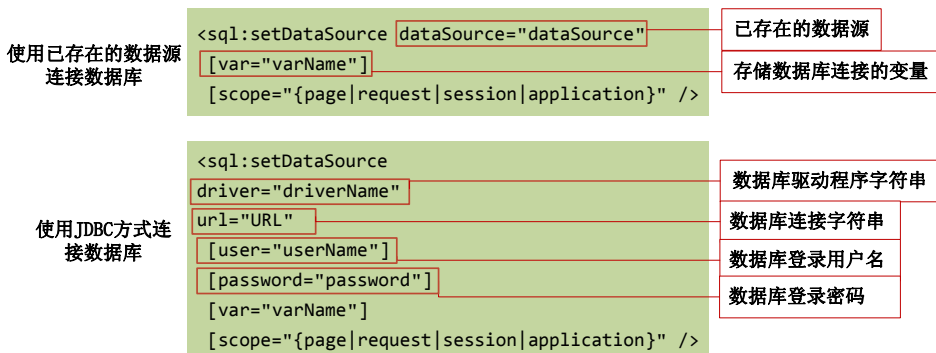 使用已存在的数据源
连接数据库
<sql:setDataSource dataSource="dataSource"
[var="varName"]
[scope="{page|request|session|application}" />
已存在的数据源
存储数据库连接的变量
使用JDBC方式连
接数据库
<sql:setDataSource
driver="driverName"
url="URL"
[user="userName"]
[password="password"]
[var="varName"]
[scope="{page|request|session|application}" />
数据库驱动程序字符串
数据库连接字符串
数据库登录用户名
数据库登录密码